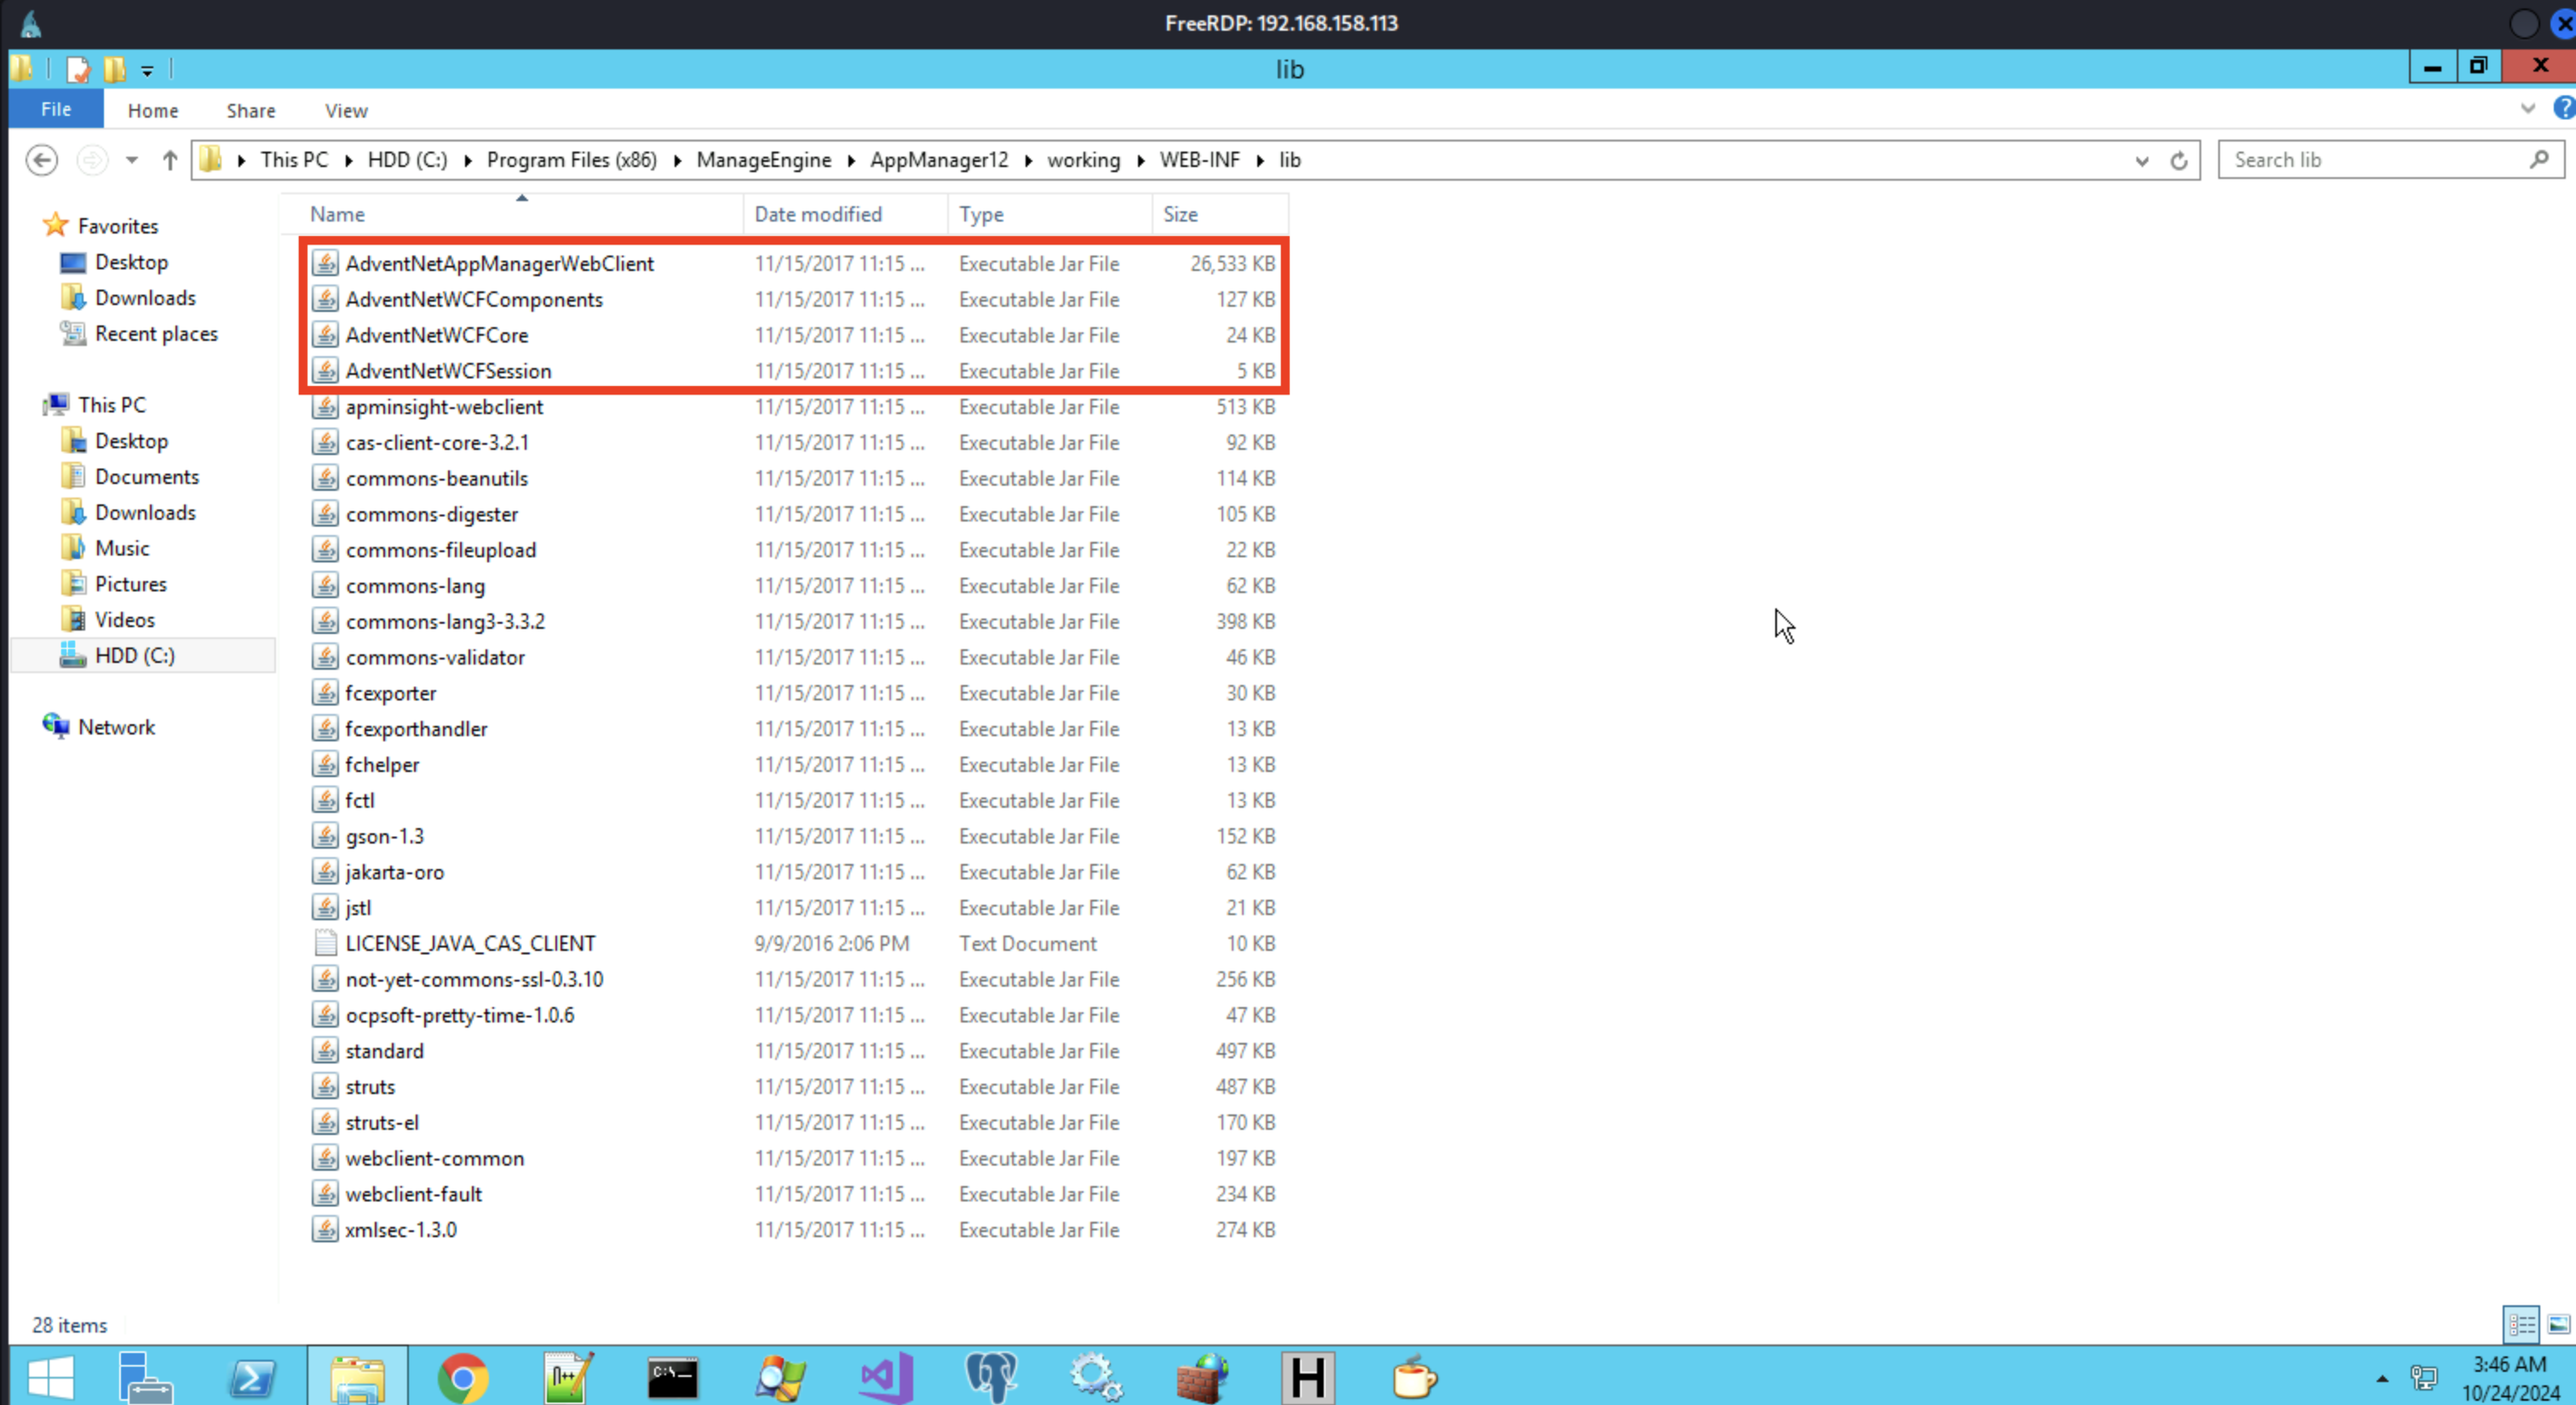 FreeRDP: 192.168.158.113
lib
File Home Share View
This PC HDD (C:) Program Files (x86) ManageEngine AppManager12 working WEB-INF lib
Search lib
Name Date modified Type Size
Favorites
Desktop
Downloads
Recent places
This PC
Desktop
Documents
Downloads
Music
Pictures
Videos
HDD (C:)
Network
AdventNetAppManagerWebClient 11/15/2017 11:15 ... Executable Jar File 26,533 KB
AdventNetWCFComponents 11/15/2017 11:15 ... Executable Jar File 127 KB
AdventNetWCFCore 11/15/2017 11:15 ... Executable Jar File 24 KB
AdventNetWCFSession 11/15/2017 11:15 ... Executable Jar File 5 KB
apminsight-webclient 11/15/2017 11:15 ... Executable Jar File 513 KB
cas-client-core-3.2.1 11/15/2017 11:15 ... Executable Jar File 92 KB
commons-beanutils 11/15/2017 11:15 ... Executable Jar File 114 KB
commons-digester 11/15/2017 11:15 ... Executable Jar File 105 KB
commons-fileupload 11/15/2017 11:15 ... Executable Jar File 22 KB
commons-lang 11/15/2017 11:15 ... Executable Jar File 62 KB
commons-lang3-3.3.2 11/15/2017 11:15 ... Executable Jar File 398 KB
commons-validator 11/15/2017 11:15 ... Executable Jar File 46 KB
fcexporter 11/15/2017 11:15 ... Executable Jar File 30 KB
fcexporthandler 11/15/2017 11:15 ... Executable Jar File 13 KB
fchelper 11/15/2017 11:15 ... Executable Jar File 13 KB
fctl 11/15/2017 11:15 ... Executable Jar File 13 KB
gson-1.3 11/15/2017 11:15 ... Executable Jar File 152 KB
jakarta-oro 11/15/2017 11:15 ... Executable Jar File 62 KB
jstl 11/15/2017 11:15 ... Executable Jar File 21 KB
LICENSE_JAVA_CAS_CLIENT 9/9/2016 2:06 PM Text Document 10 KB
not-yet-commons-ssl-0.3.10 11/15/2017 11:15 ... Executable Jar File 256 KB
ocpsoft-pretty-time-1.0.6 11/15/2017 11:15 ... Executable Jar File 47 KB
standard 11/15/2017 11:15 ... Executable Jar File 497 KB
struts 11/15/2017 11:15 ... Executable Jar File 487 KB
struts-el 11/15/2017 11:15 ... Executable Jar File 170 KB
webclient-common 11/15/2017 11:15 ... Executable Jar File 197 KB
webclient-fault 11/15/2017 11:15 ... Executable Jar File 234 KB
xmlsec-1.3.0 11/15/2017 11:15 ... Executable Jar File 274 KB
28 items
3:46 AM
10/24/2024